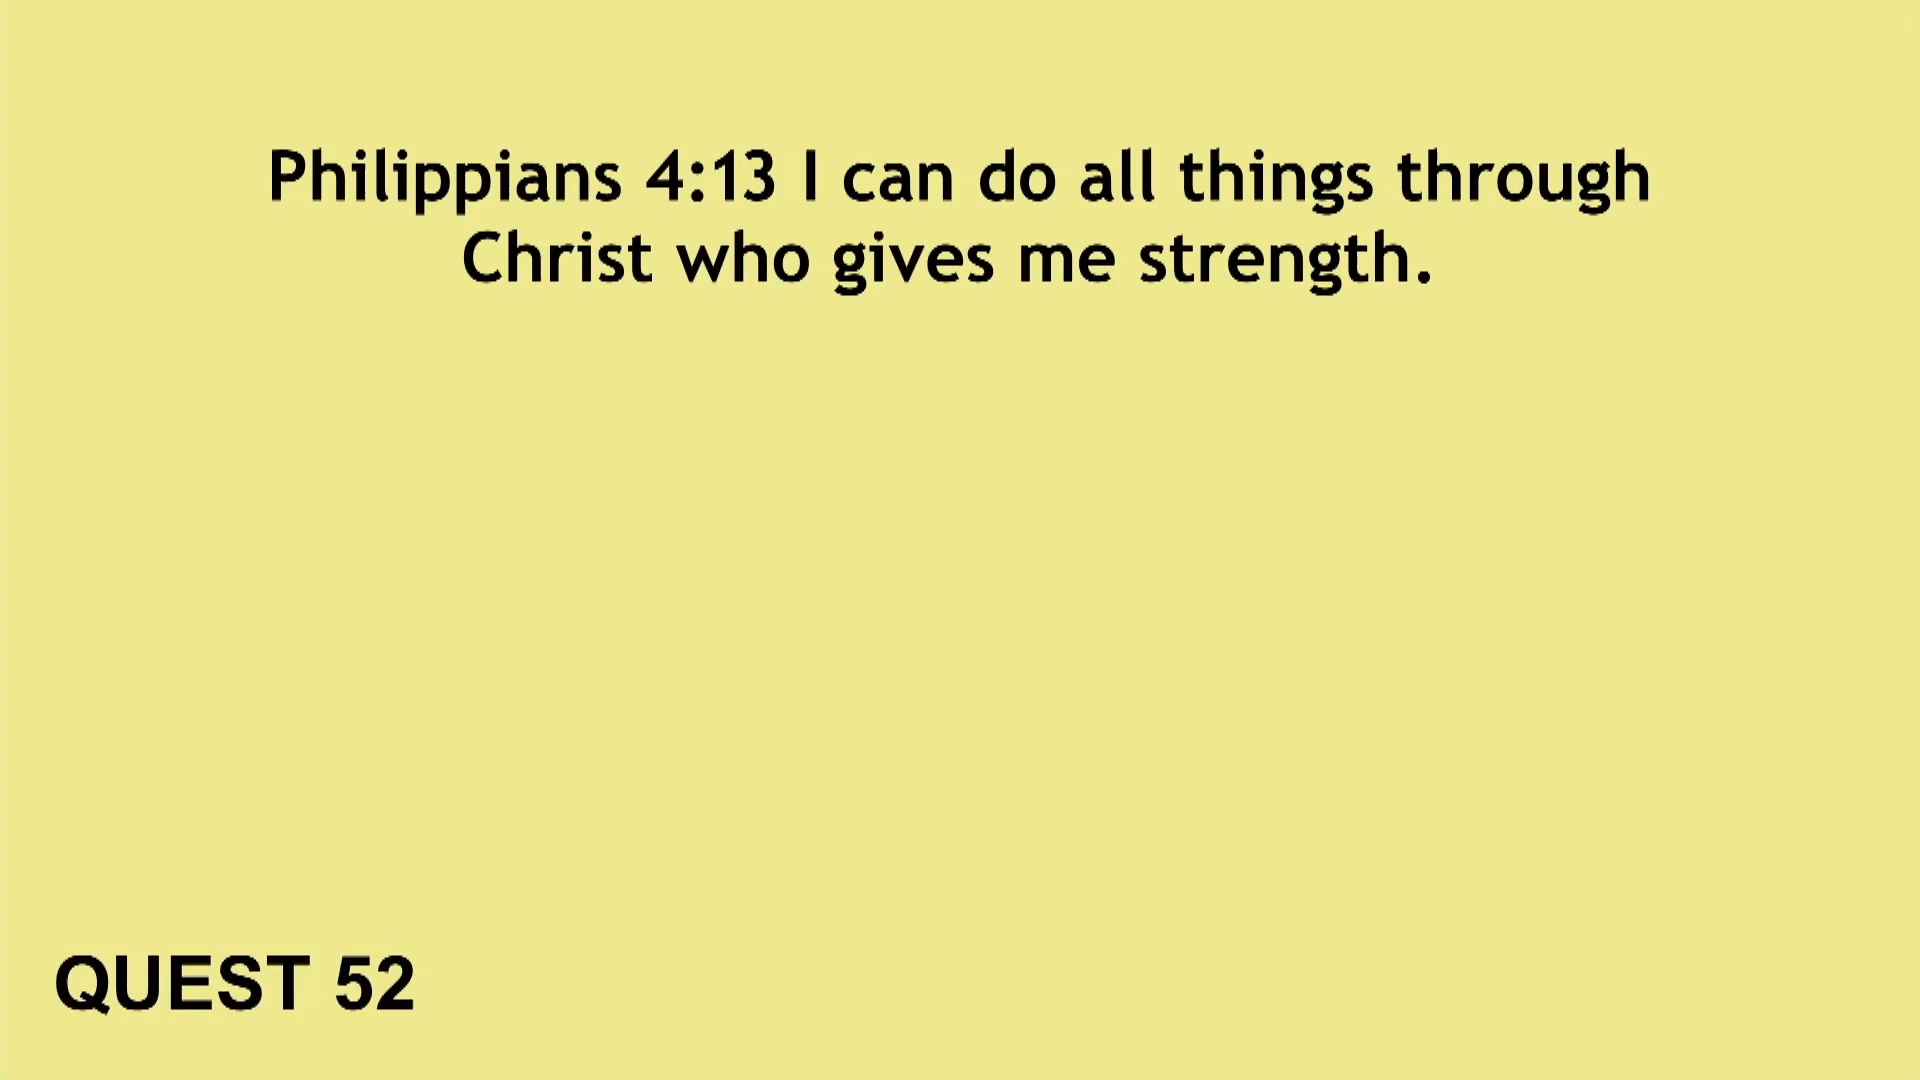 Philippians 4:13 I can do all things through
Christ who gives me strength.
QUEST 52